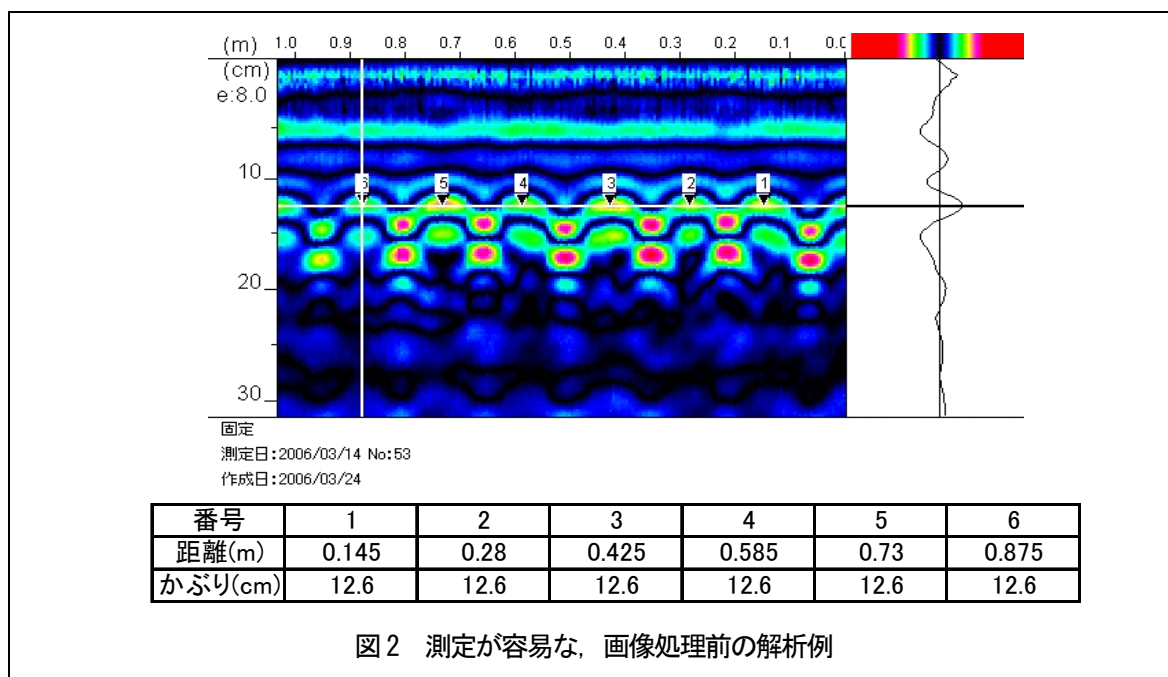 (m) 1.0 0.9 0.8 0.7 0.6 0.5 0.4 0.3 0.2 0.1 0.0
(cm)
e:8.0
10
6 5 4 3 2 1
20
30
固定
測定日:2006/03/14 No:53
作成日:2006/03/24
番号 1 2 3 4 5 6
距離(m) 0.145 0.28 0.425 0.585 0.73 0.875
かぶり(cm) 12.6 12.6 12.6 12.6 12.6 12.6
図2 測定が容易な，画像処理前の解析例